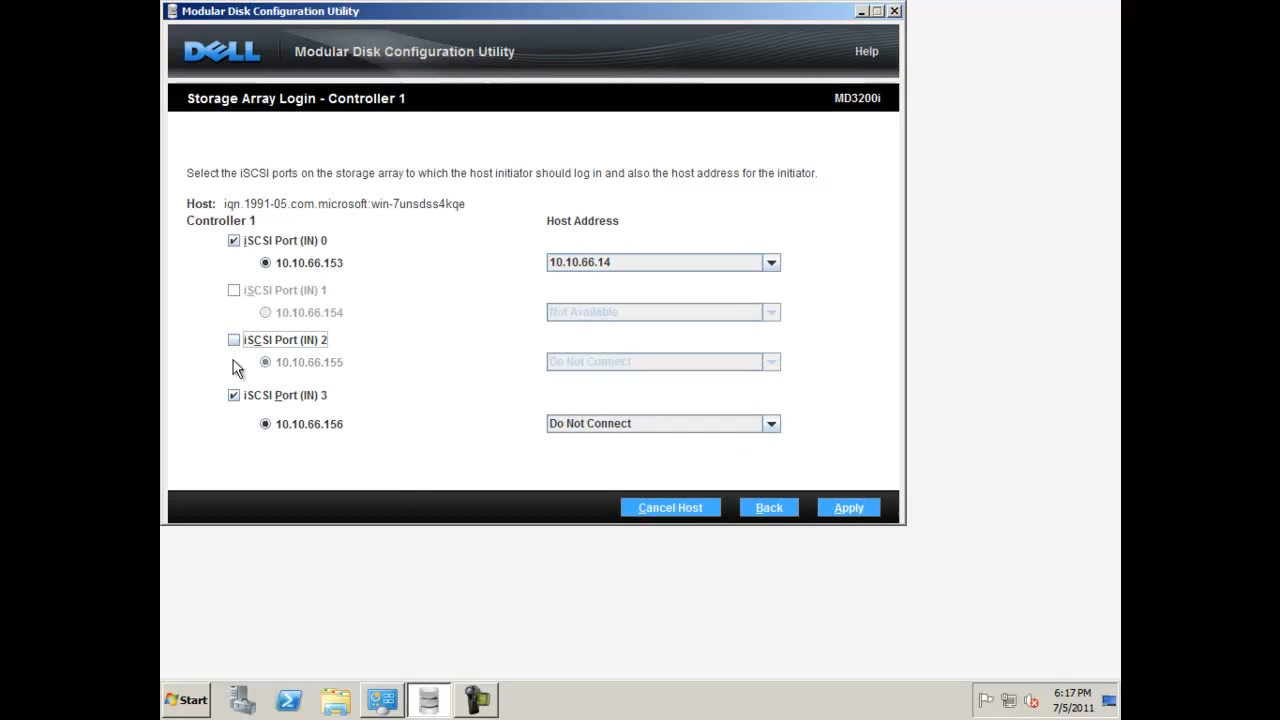 Modular Disk Configuration Utility
DELL Modular Disk Configuration Utility Help
Storage Array Login - Controller 1 MD3200i
Select the iSCSI ports on the storage array to which the host initiator should log in and also the host address for the initiator.
Host: iqn.1991-05.com.microsoft:win-7unsdss4kqe
Controller 1 Host Address
iSCSI Port (IN) 0
10.10.66.153 10.10.66.14
iSCSI Port (IN) 1
10.10.66.154 Not Available
iSCSI Port (IN) 2
10.10.66.155 Do Not Connect
iSCSI Port (IN) 3
10.10.66.156 Do Not Connect
Cancel Host Back Apply
Start 6:17 PM
7/5/2011